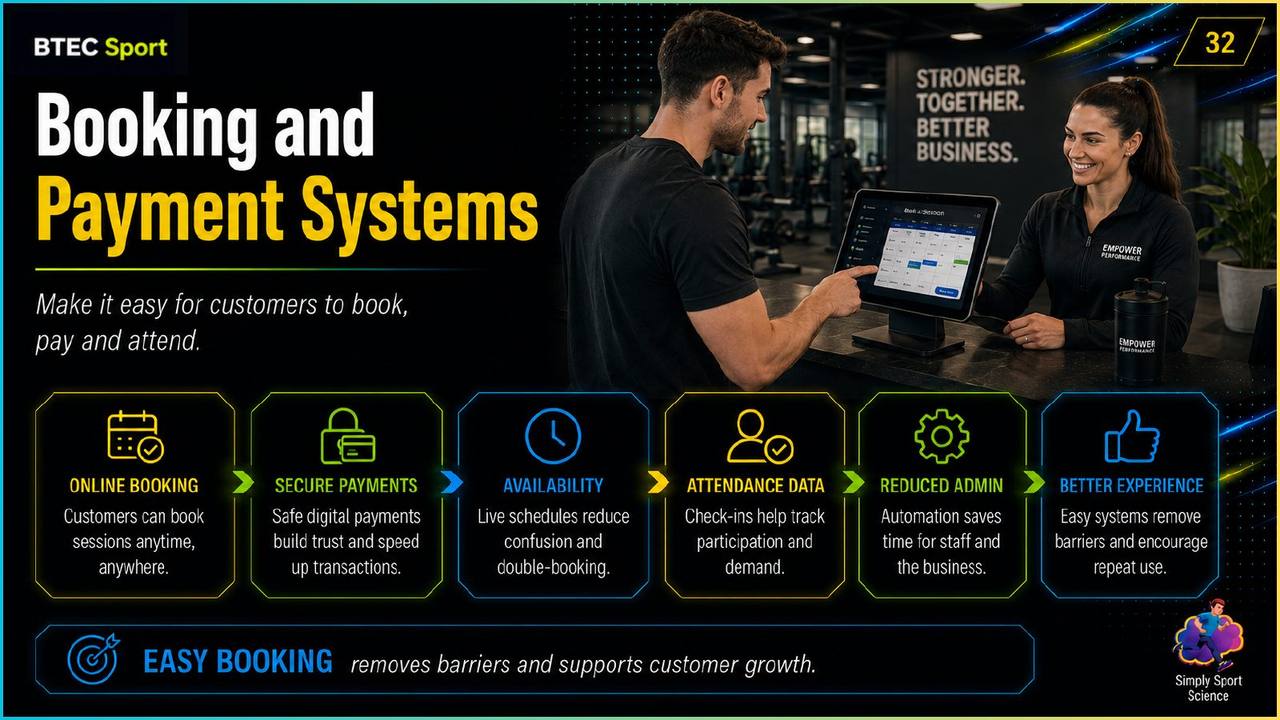 BTEC Sport
32
Booking and
Payment Systems
Make it easy for customers to book,
pay and attend.
STRONGER.
TOGETHER.
BETTER
BUSINESS.
EMPOWER
PERFORMANCE
EMPOWER
PERFORMANCE
ONLINE BOOKING
Customers can book
sessions anytime,
anywhere.
SECURE PAYMENTS
Safe digital payments
build trust and speed
up transactions.
AVAILABILITY
Live schedules reduce
confusion and
double-booking.
ATTENDANCE DATA
Check-ins help track
participation and
demand.
REDUCED ADMIN
Automation saves
time for staff and
the business.
BETTER EXPERIENCE
Easy systems remove
barriers and encourage
repeat use.
EASY BOOKING removes barriers and supports customer growth.
Simply Sport
Science